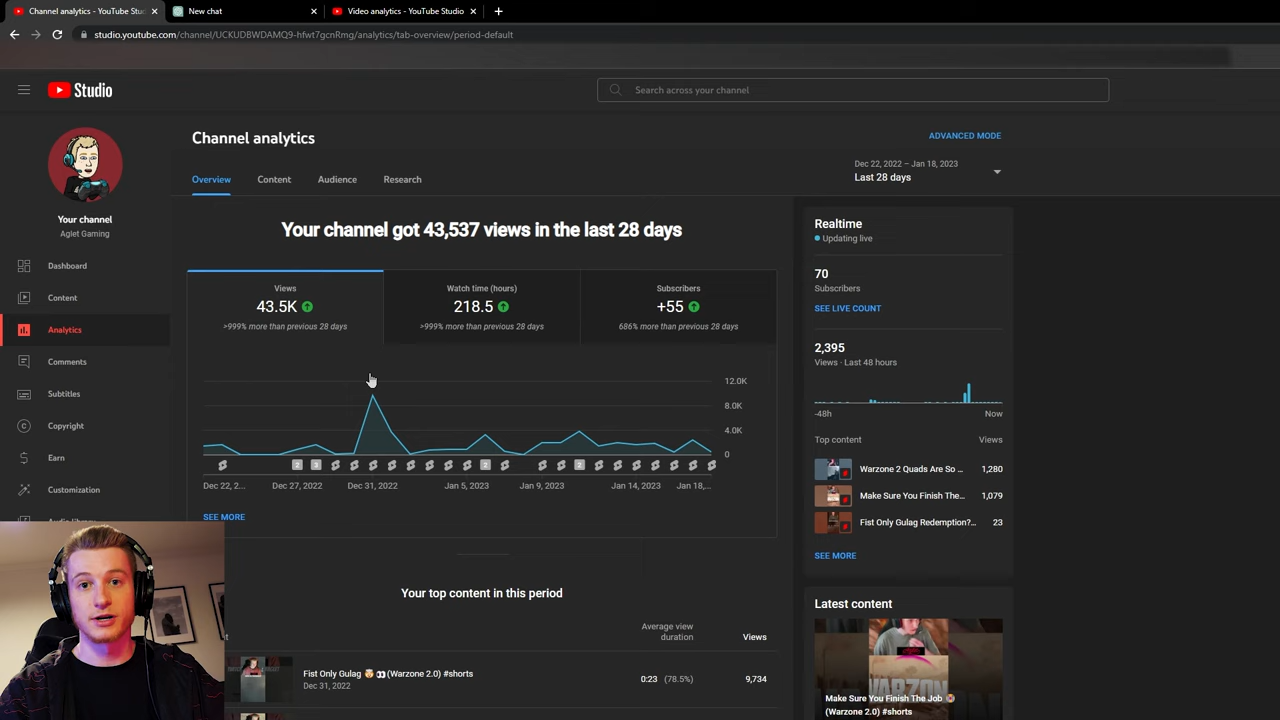 Channel analytics - YouTube Stu
New chat
Video analytics - YouTube Studio
studio.youtube.com/channel/UCKUDBWDAMQ9-hfwt7gcnRmg/analytics/tab-overview/period-default
Studio
Search across your channel
Channel analytics
ADVANCED MODE
Dec 22, 2022 – Jan 18, 2023
Last 28 days
Overview
Content
Audience
Research
Your channel
Aglet Gaming
Dashboard
Content
Analytics
Comments
Subtitles
Copyright
Earn
Customization
Your channel got 43,537 views in the last 28 days
Views
43.5K
>999% more than previous 28 days
Watch time (hours)
218.5
>999% more than previous 28 days
Subscribers
+55
686% more than previous 28 days
12.0K
8.0K
4.0K
0
2
3
2
2
Dec 22, 2...
Dec 27, 2022
Dec 31, 2022
Jan 5, 2023
Jan 9, 2023
Jan 14, 2023
Jan 18,...
SEE MORE
Your top content in this period
Average view
duration
Views
Fist Only Gulag 🤯👀(Warzone 2.0) #shorts
Dec 31, 2022
0:23 (78.5%)
9,734
Realtime
Updating live
70
Subscribers
SEE LIVE COUNT
2,395
Views · Last 48 hours
-48h
Now
Top content
Views
Warzone 2 Quads Are So ...
1,280
Make Sure You Finish The...
1,079
Fist Only Gulag Redemption?...
23
SEE MORE
Latest content
Make Sure You Finish The Job
(Warzone 2.0) #shorts